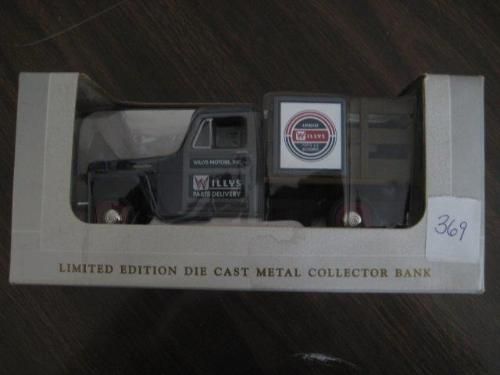 WILLYS MOTORS, INC.
WILLYS
PARTS DELIVERY
WILLYS
369
LIMITED EDITION DIE CAST METAL COLLECTOR BANK